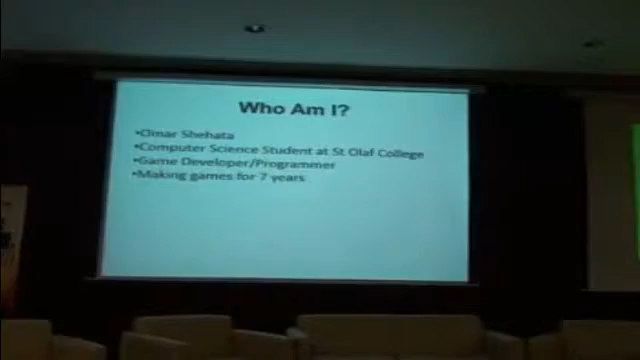 Who Am I?
•Omar Shehata
•Computer Science Student at St Olaf College
•Game Developer/Programmer
•Making games for 7 years